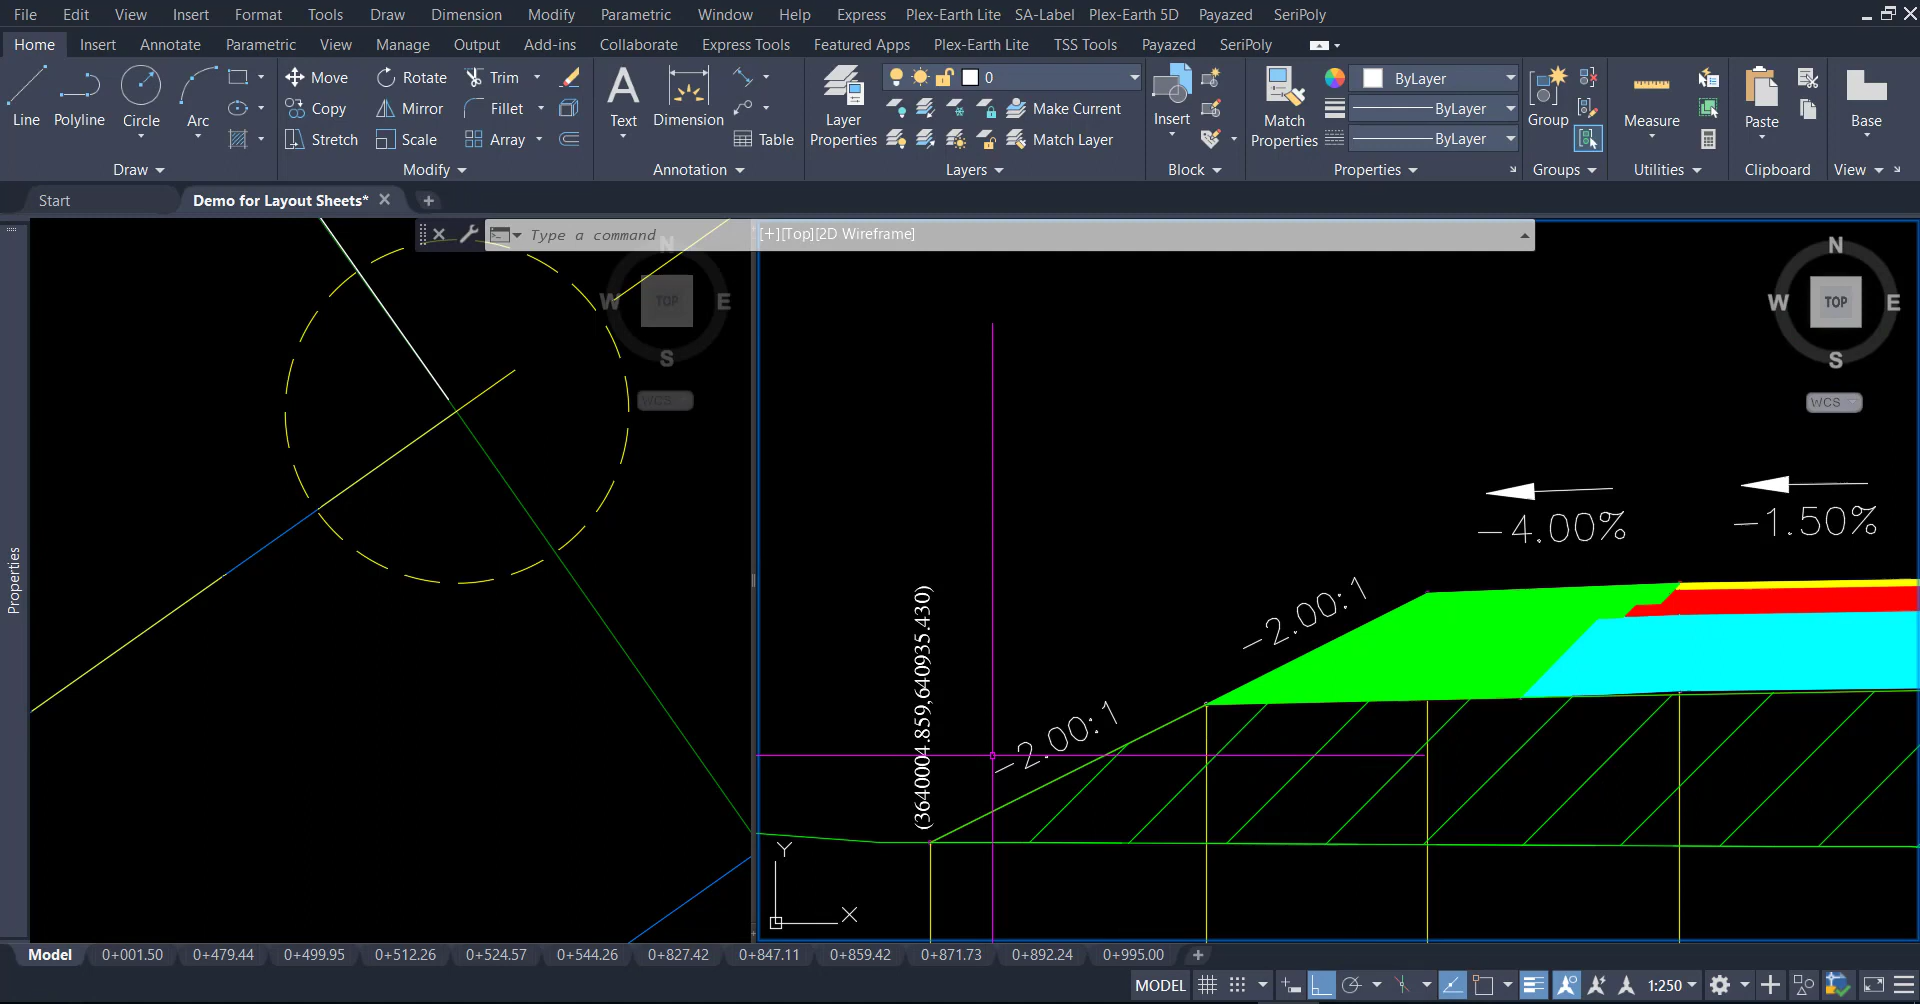 File Edit View Insert Format Tools Draw Dimension Modify Parametric Window Help Express Plex-Earth Lite SA-Label Plex-Earth 5D Payazed SeriPoly
Home Insert Annotate Parametric View Manage Output Add-ins Collaborate Express Tools Featured Apps Plex-Earth Lite TSS Tools Payazed SeriPoly
Line Polyline Circle Arc
Move Rotate Trim
Copy Mirror Fillet
Stretch Scale Array
Text Dimension Table
Layer Properties
0
Make Current
Match Layer
Insert
Match Properties
ByLayer
ByLayer
ByLayer
Group Measure Paste Base
Draw Modify Annotation Layers Block Properties Groups Utilities Clipboard View
Start Demo for Layout Sheets*
Type a command
[+][Top][2D Wireframe]
N
W TOP E
S
WCS
N
W TOP E
S
WCS
Properties
-4.00%
-1.50%
-2.00:1
-2.00:1
(3640004.859,640935.430)
Y
X
Model 0+001.50 0+479.44 0+499.95 0+512.26 0+524.57 0+544.26 0+827.42 0+847.11 0+859.42 0+871.73 0+892.24 0+995.00
MODEL 1:250